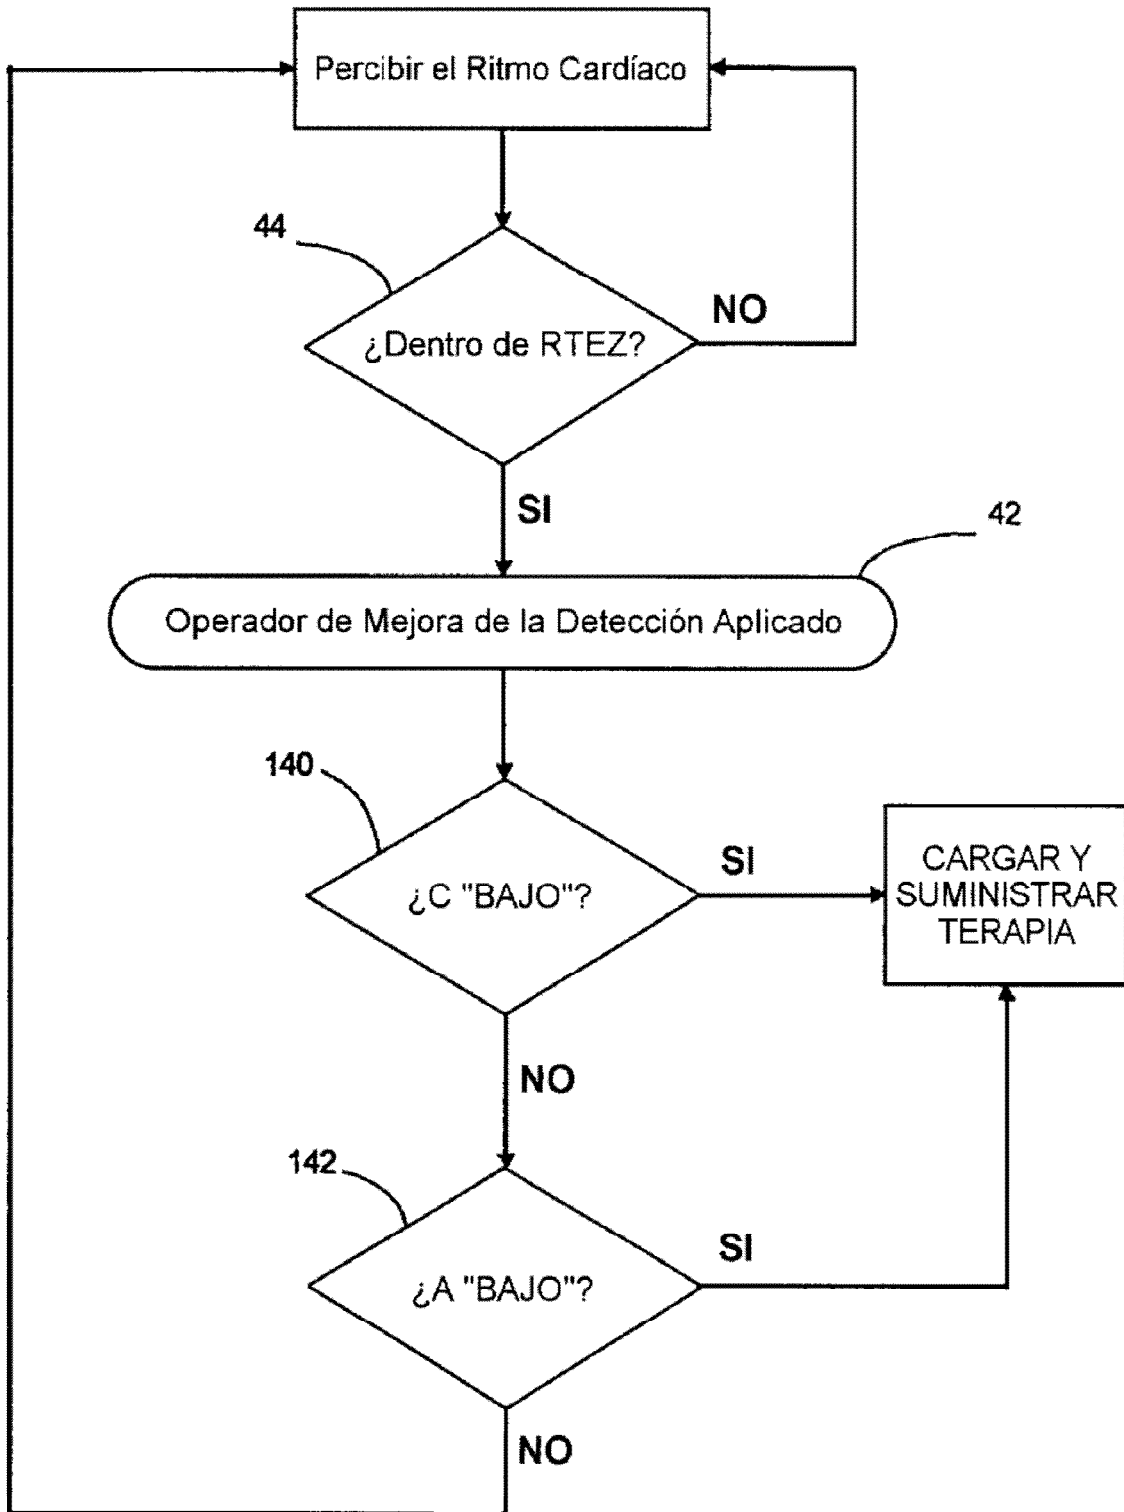 Percibir el Ritmo Cardíaco
44
NO
¿Dentro de RTEZ?
SI
42
Operador de Mejora de la Detección Aplicado
140
SI
¿C "BAJO"?
CARGAR Y
SUMINISTRAR
TERAPIA
NO
142
SI
¿A "BAJO"?
NO